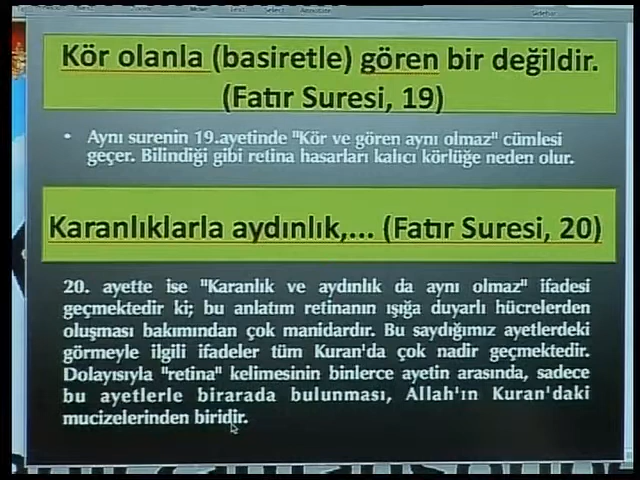 Kör olanla (basiretle) gören bir değildir.
(Fatır Suresi, 19)
• Aynı surenin 19.ayetinde "Kör ve gören aynı olmaz" cümlesi
geçer. Bilindiği gibi retina hasarları kalıcı körlüğe neden olur.
Karanlıklarla aydınlık,... (Fatır Suresi, 20)
20. ayette ise "Karanlık ve aydınlık da aynı olmaz" ifadesi
geçmektedir ki; bu anlatım retinanın ışığa duyarlı hücrelerden
oluşması bakımından çok manidardır. Bu saydığımız ayetlerdeki
görmeyle ilgili ifadeler tüm Kuran'da çok nadir geçmektedir.
Dolayısıyla "retina" kelimesinin binlerce ayetin arasında, sadece
bu ayetlerle birarada bulunması, Allah'ın Kuran'daki
mucizelerinden biridir.